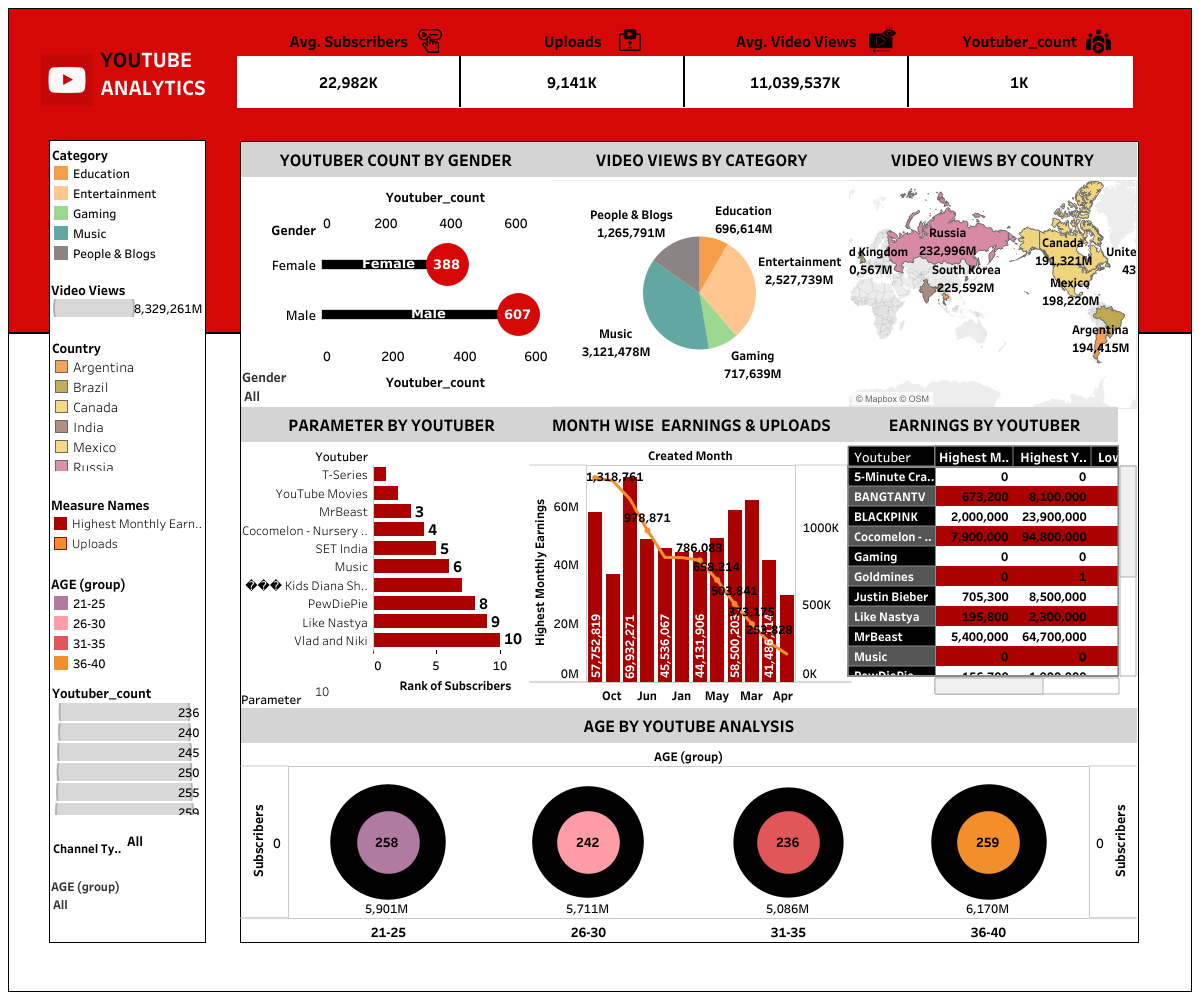 YOUTUBE
ANALYTICS
Avg. Subscribers
Uploads
Avg. Video Views
Youtuber_count
22,982K
9,141K
11,039,537K
1K
Category
Education
Entertainment
Gaming
Music
People & Blogs
Video Views
8,329,261M
Country
Argentina
Brazil
Canada
India
Mexico
Russia
Measure Names
Highest Monthly Earn..
Uploads
AGE (group)
21-25
26-30
31-35
36-40
Youtuber_count
236
240
245
250
255
259
Channel Ty..
All
AGE (group)
All
YOUTUBER COUNT BY GENDER
Youtuber_count
Gender
0 200 400 600
Female Female 388
Male Male 607
0 200 400 600
Youtuber_count
Gender
All
VIDEO VIEWS BY CATEGORY
People & Blogs
1,265,791M
Education
696,614M
Entertainment
2,527,739M
Music
3,121,478M
Gaming
717,639M
VIDEO VIEWS BY COUNTRY
Russia
232,996M
d Kingdom
0,567M
South Korea
225,592M
Canada
191,321M
Unite
43
Mexico
198,220M
Argentina
194,415M
© Mapbox © OSM
PARAMETER BY YOUTUBER
Youtuber
T-Series
YouTube Movies
MrBeast 3
Cocomelon - Nursery .. 4
SET India 5
Music 6
��� Kids Diana Sh..
PewDiePie 8
Like Nastya 9
Vlad and Niki 10
0 5 10
Rank of Subscribers
Parameter
10
MONTH WISE EARNINGS & UPLOADS
Created Month
Highest Monthly Earnings
60M
40M
20M
0M
1,318,761
978,871
786,083
658,214
503,841
373,175
253,828
57,752,819
69,932,271
45,536,067
44,131,906
58,500,203
1000K
500K
0K
Oct Jun Jan May Mar Apr
EARNINGS BY YOUTUBER
Youtuber Highest M.. Highest Y.. Lov
5-Minute Cra.. 0 0
BANGTANTV 673,200 8,100,000
BLACKPINK 2,000,000 23,900,000
Cocomelon - .. 7,900,000 94,800,000
Gaming 0 0
Goldmines 0 1
Justin Bieber 705,300 8,500,000
Like Nastya 195,800 2,300,000
MrBeast 5,400,000 64,700,000
Music 0 0
PewDiePie
AGE BY YOUTUBE ANALYSIS
AGE (group)
Subscribers
0
258
242
236
259
0
Subscribers
5,901M
5,711M
5,086M
6,170M
21-25
26-30
31-35
36-40